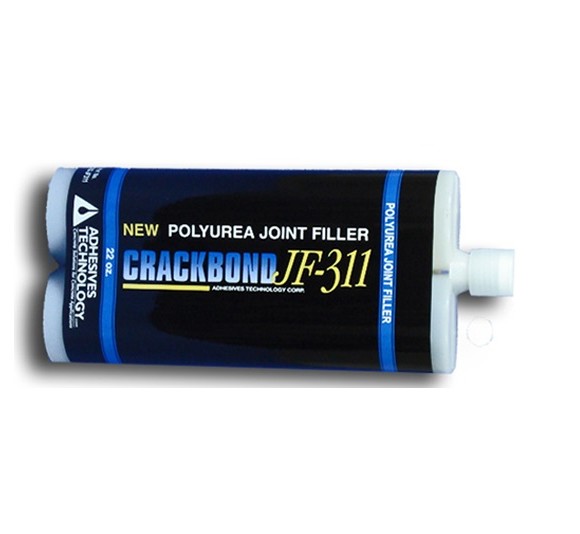 NEW POLYUREA JOINT FILLER
CRACKBOND JF-311
ADHESIVES TECHNOLOGY CORP.
POLYUREA JOINT FILLER
22 oz.
ADHESIVES
TECHNOLOGY